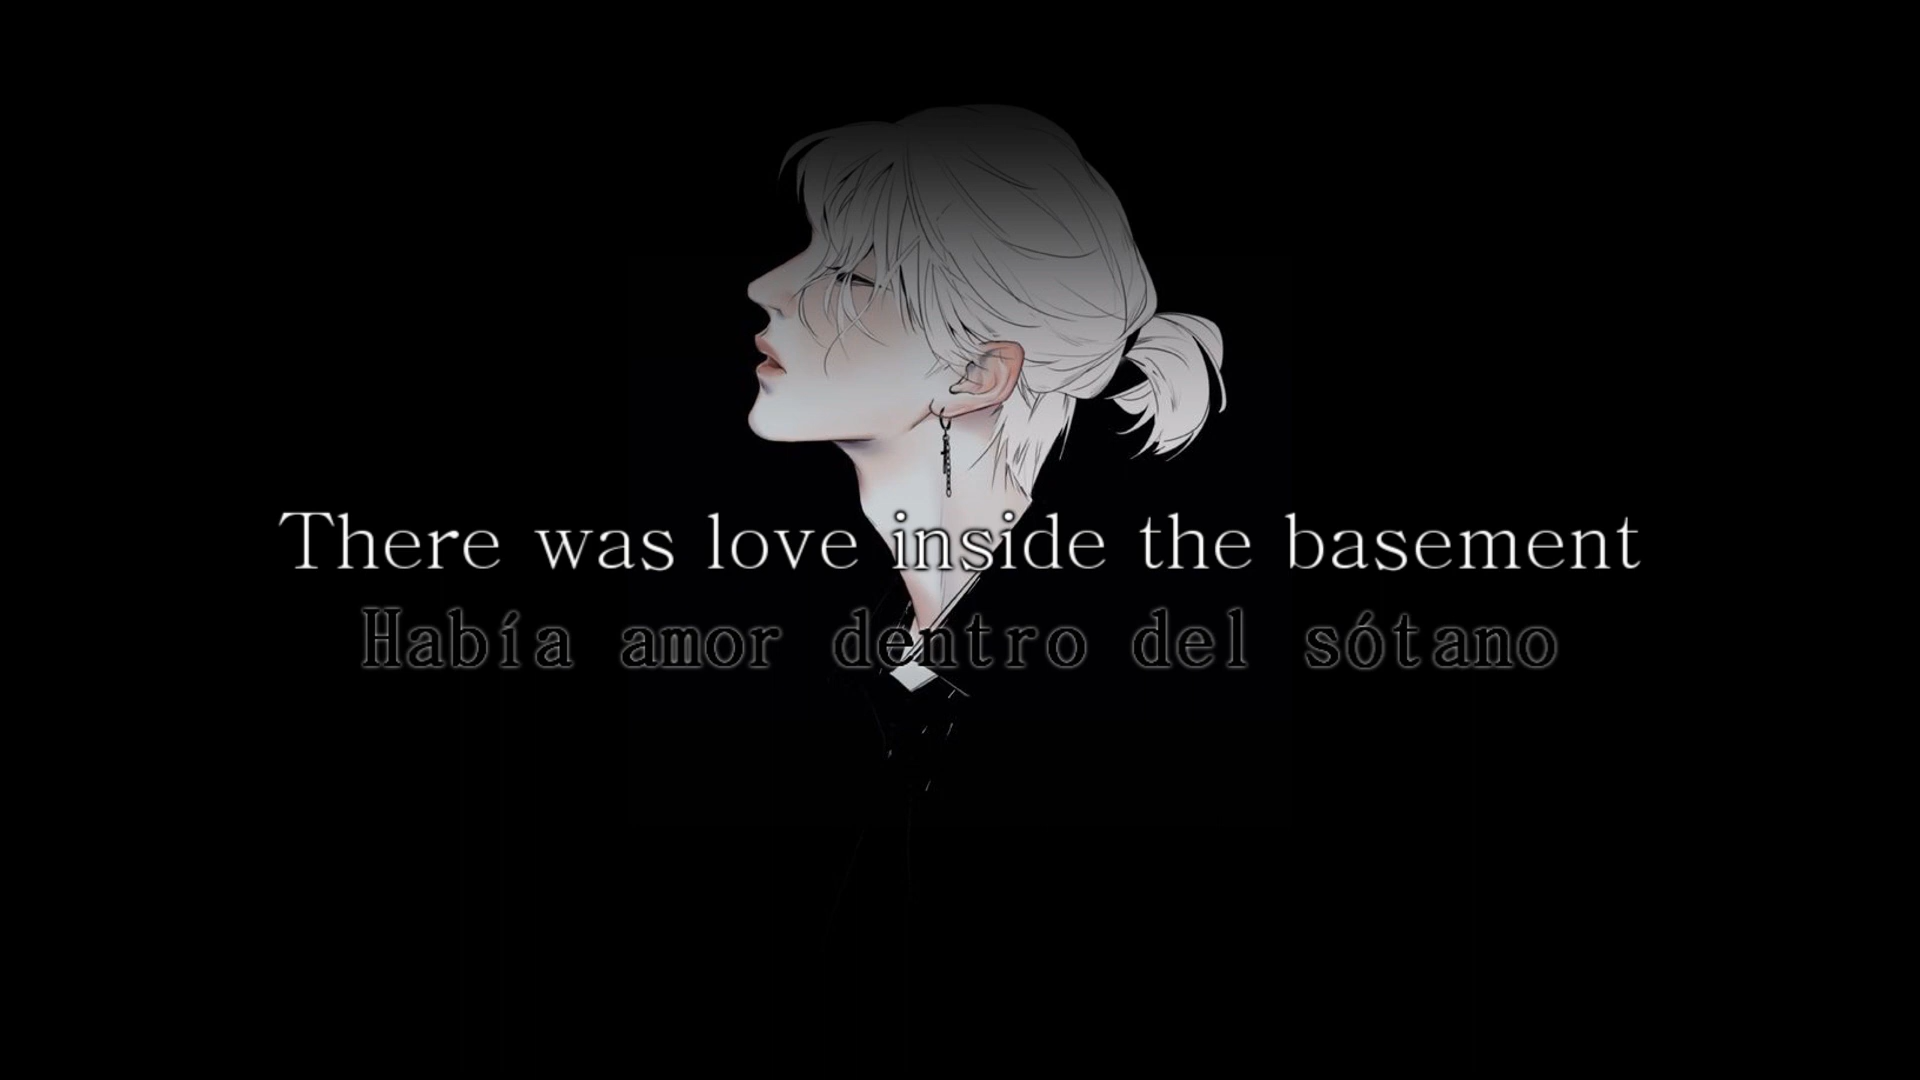 There was love inside the basement
Había amor dentro del sótano